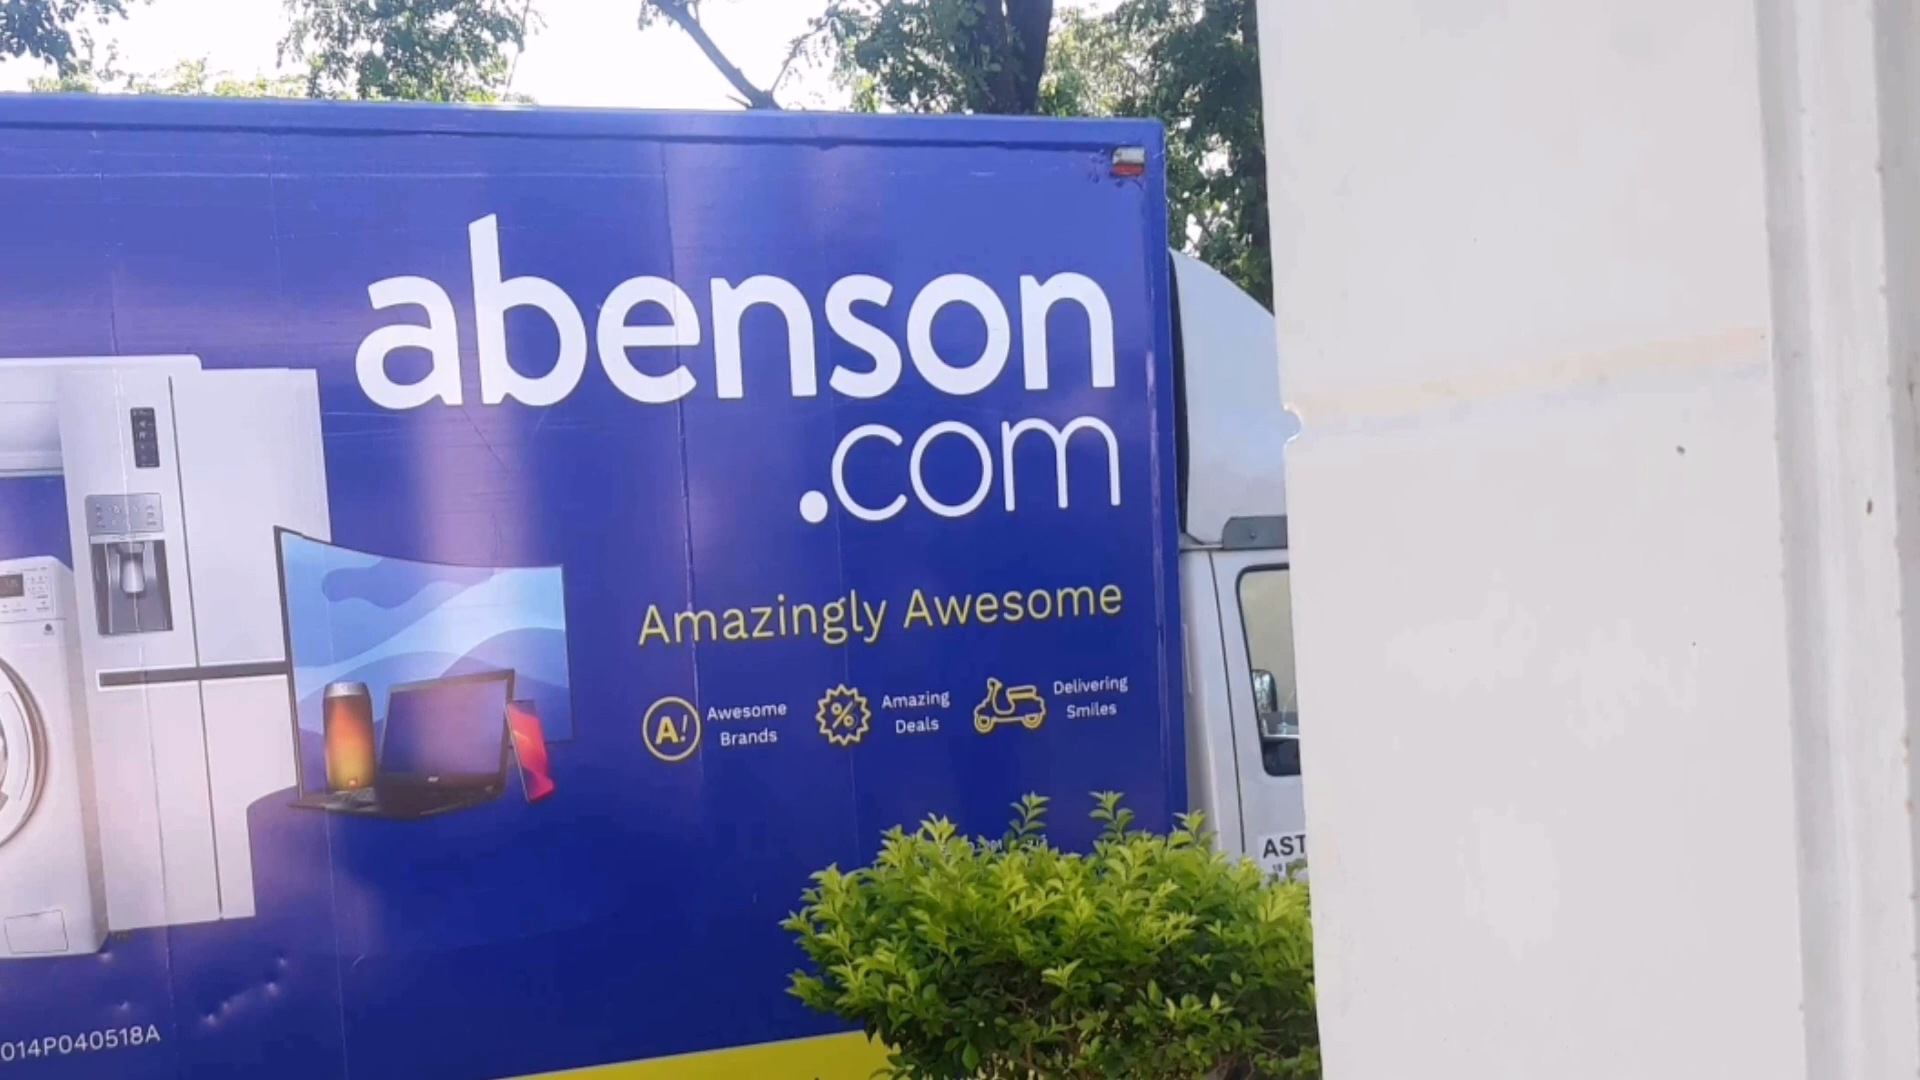 abenson
.com
Amazingly Awesome
A!
Awesome
Brands
%
Amazing
Deals
Delivering
Smiles
AST
014P040518A